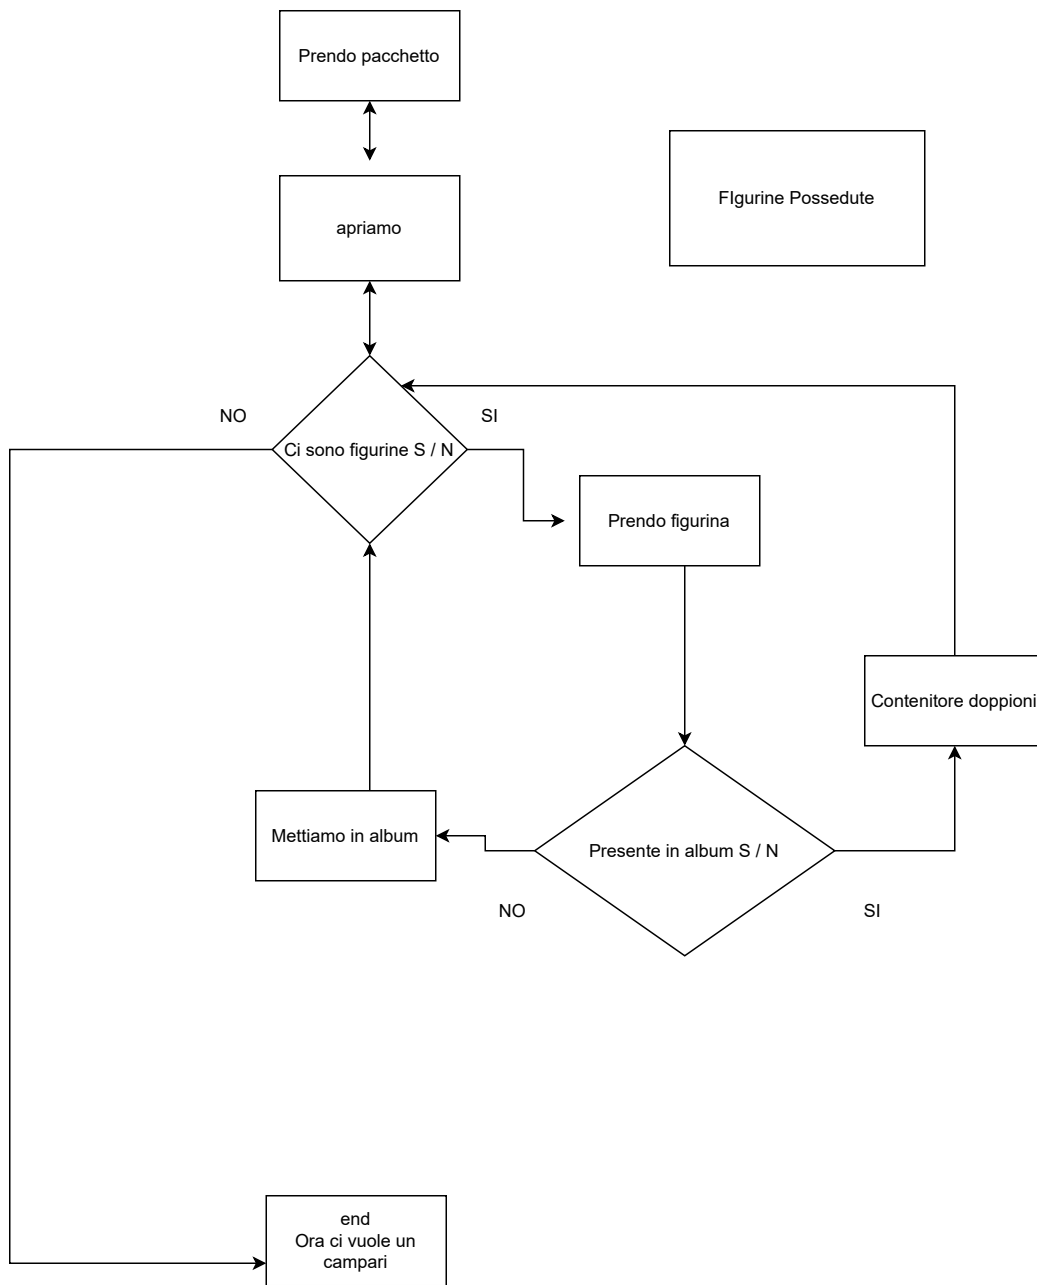 Prendo pacchetto
FIgurine Possedute
apriamo
NO
SI
Ci sono figurine S / N
Prendo figurina
Contenitore doppioni
Mettiamo in album
Presente in album S / N
NO
SI
end
Ora ci vuole un
campari